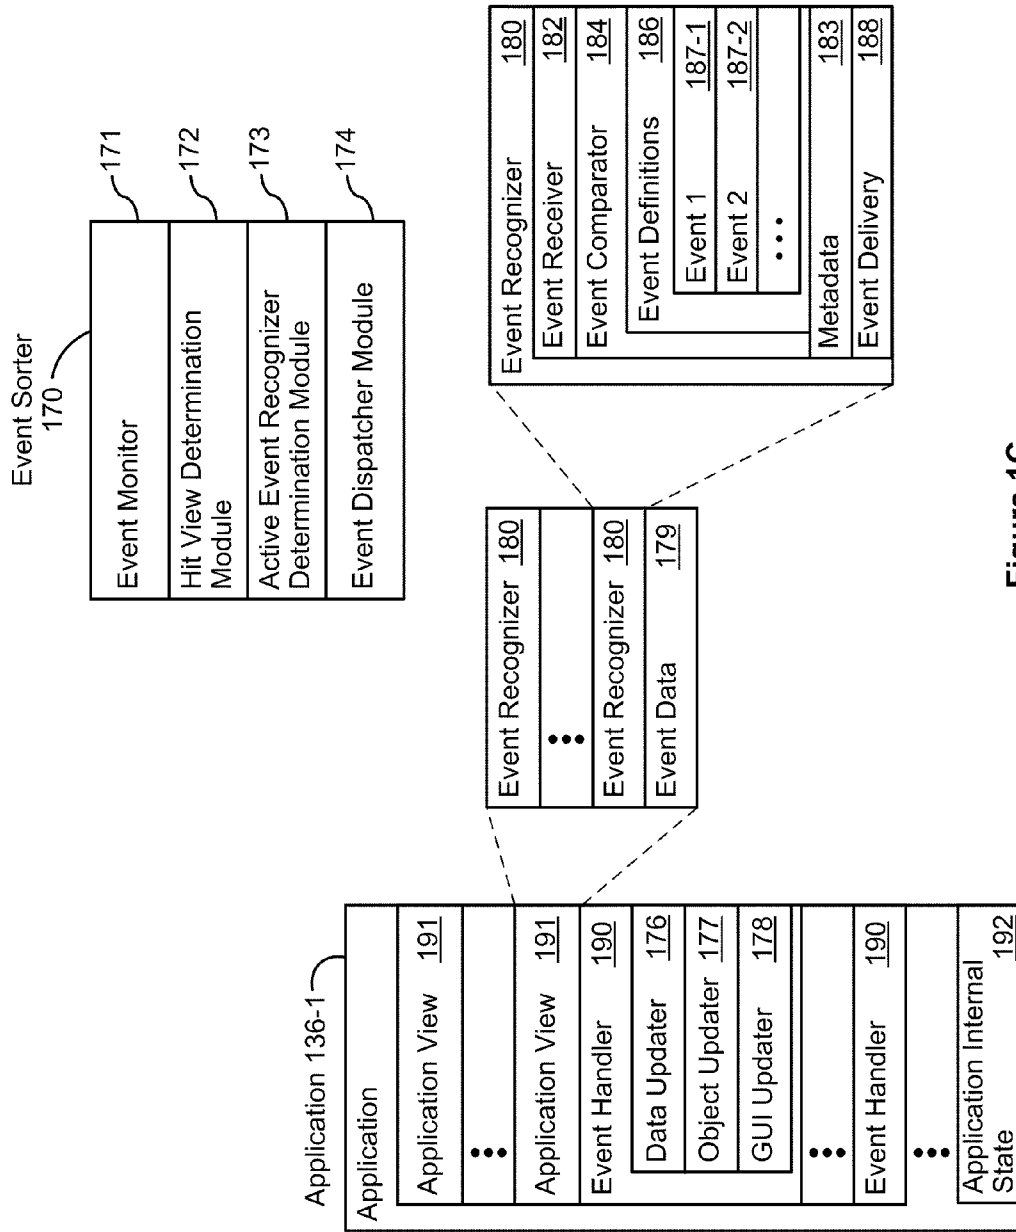 Event Sorter
170
Event Monitor
171
Hit View Determination
Module
172
Active Event Recognizer
Determination Module
173
Event Dispatcher Module
174
Application 136-1
Application
Application View 191
•••
Application View 191
Event Handler 190
Data Updater 176
Object Updater 177
GUI Updater 178
•••
Event Handler 190
•••
Application Internal
State 192
Event Recognizer 180
•••
Event Recognizer 180
Event Data 179
Event Recognizer 180
Event Receiver 182
Event Comparator 184
Event Definitions 186
Event 1 187-1
Event 2 187-2
•••
Metadata 183
Event Delivery 188